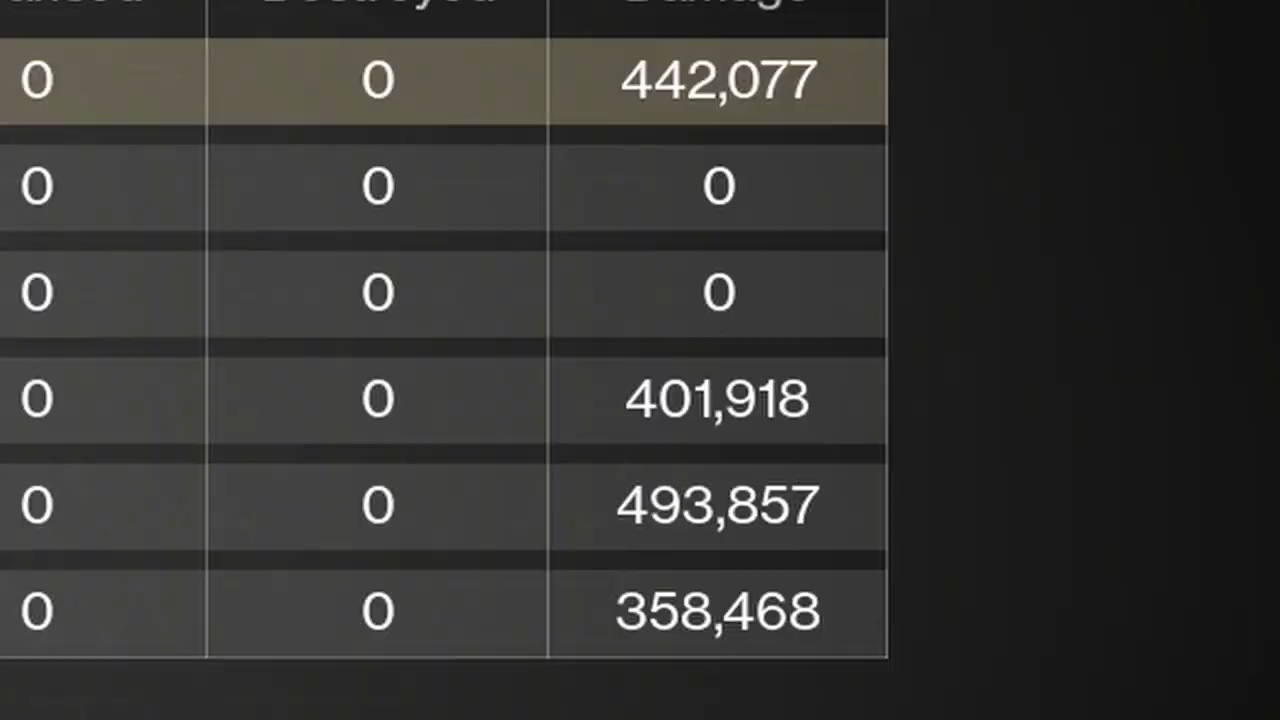 0 0 442,077
0 0 0
0 0 0
0 0 401,918
0 0 493,857
0 0 358,468